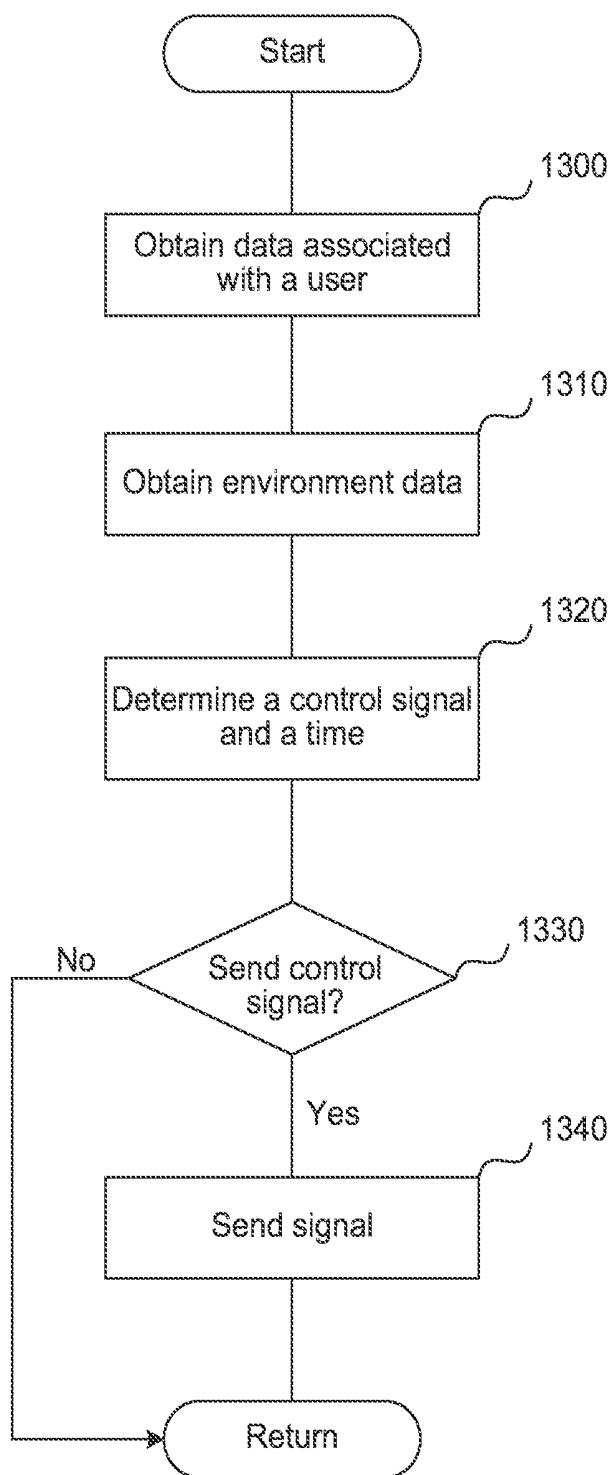 Start
1300
Obtain data associated
with a user
1310
Obtain environment data
1320
Determine a control signal
and a time
1330
No
Send control
signal?
Yes
1340
Send signal
Return